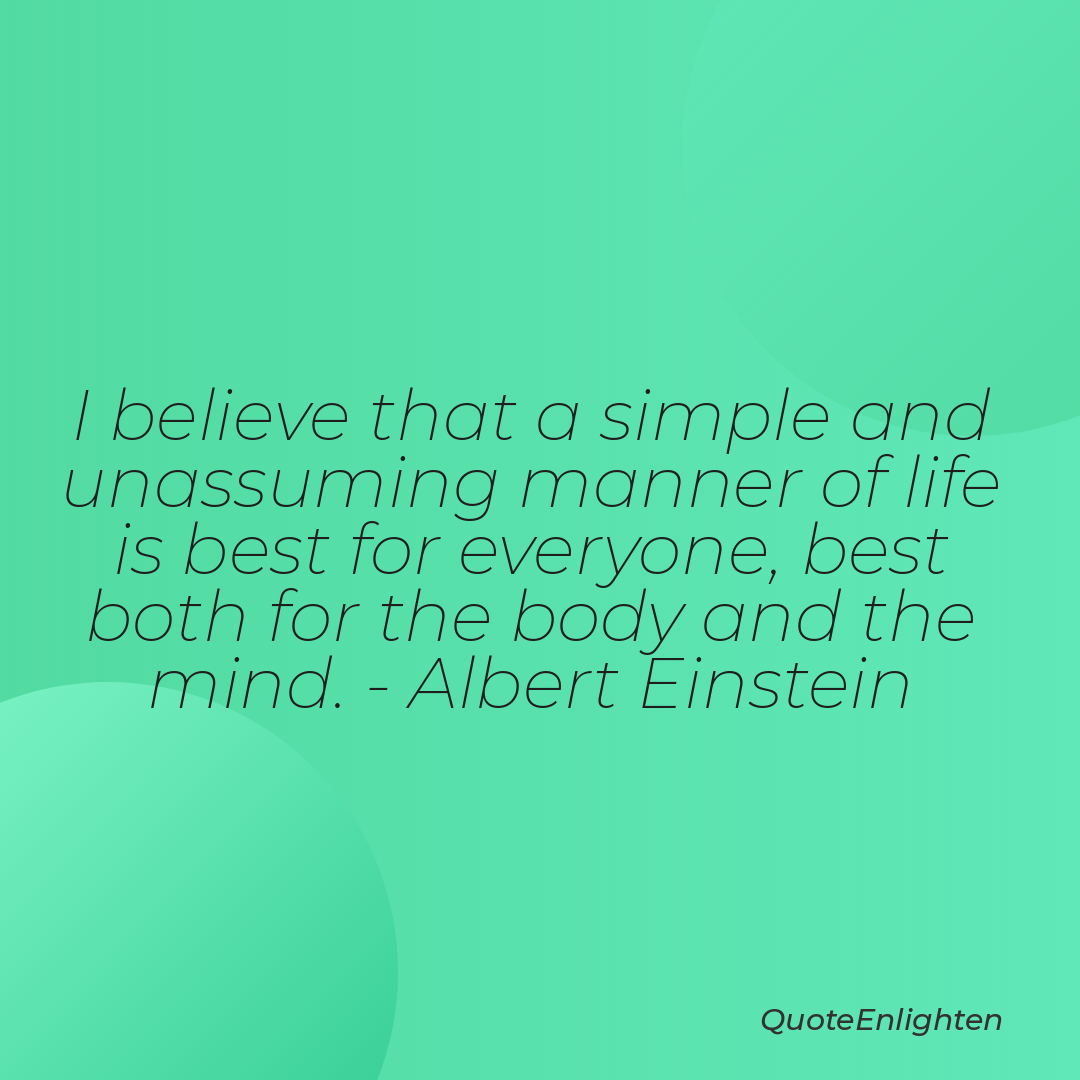 I believe that a simple and
unassuming manner of life
is best for everyone, best
both for the body and the
mind. - Albert Einstein
QuoteEnlighten